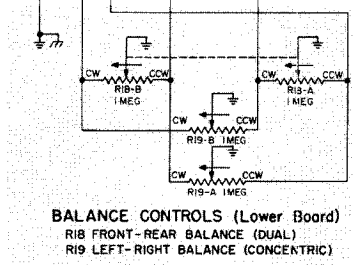 CW CCW CW CCW
R18-B R18-A
1 MEG 1 MEG
CW CCW
R19-B 1MEG
CW CCW
R19-A 1MEG
BALANCE CONTROLS (Lower Board)
R18 FRONT-REAR BALANCE (DUAL)
R19 LEFT-RIGHT BALANCE (CONCENTRIC)